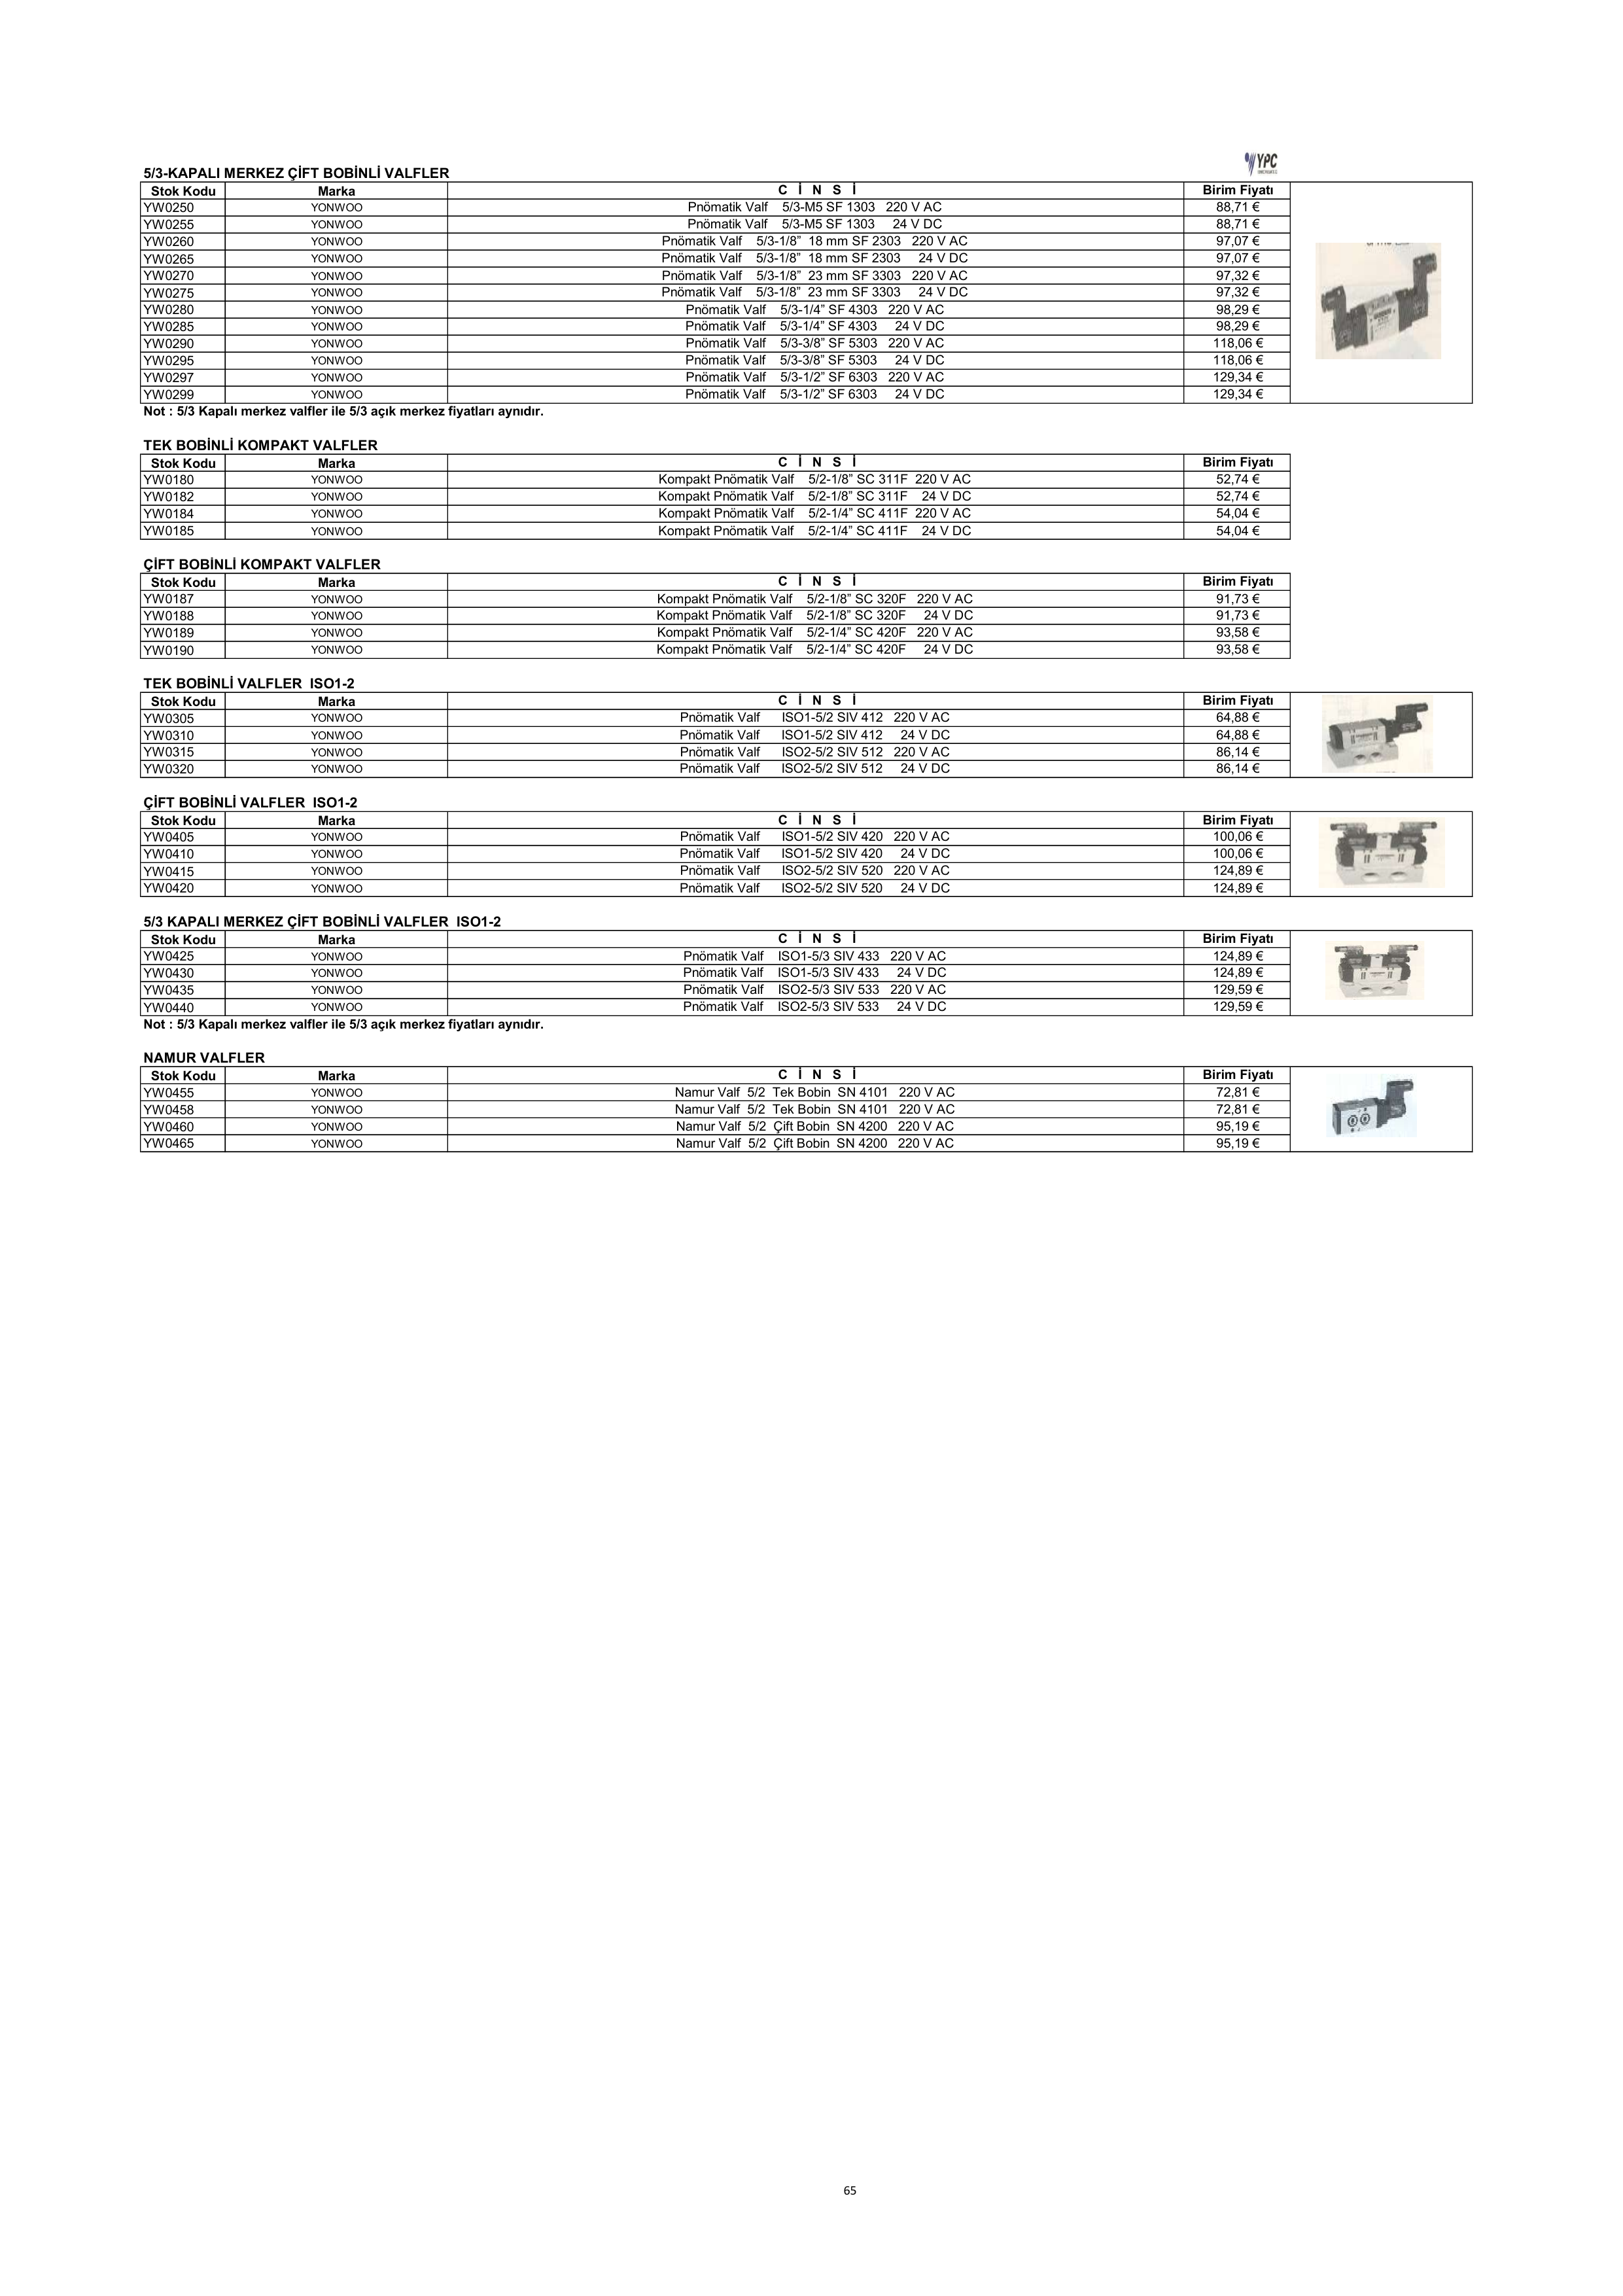 YPC
5/3-KAPALI MERKEZ ÇİFT BOBİNLİ VALFLER
Stok Kodu Marka C İ N S İ Birim Fiyatı
YW0250 YONWOO Pnömatik Valf 5/3-M5 SF 1303 220 V AC 88,71 €
YW0255 YONWOO Pnömatik Valf 5/3-M5 SF 1303 24 V DC 88,71 €
YW0260 YONWOO Pnömatik Valf 5/3-1/8” 18 mm SF 2303 220 V AC 97,07 €
YW0265 YONWOO Pnömatik Valf 5/3-1/8” 18 mm SF 2303 24 V DC 97,07 €
YW0270 YONWOO Pnömatik Valf 5/3-1/8” 23 mm SF 3303 220 V AC 97,32 €
YW0275 YONWOO Pnömatik Valf 5/3-1/8” 23 mm SF 3303 24 V DC 97,32 €
YW0280 YONWOO Pnömatik Valf 5/3-1/4” SF 4303 220 V AC 98,29 €
YW0285 YONWOO Pnömatik Valf 5/3-1/4” SF 4303 24 V DC 98,29 €
YW0290 YONWOO Pnömatik Valf 5/3-3/8” SF 5303 220 V AC 118,06 €
YW0295 YONWOO Pnömatik Valf 5/3-3/8” SF 5303 24 V DC 118,06 €
YW0297 YONWOO Pnömatik Valf 5/3-1/2” SF 6303 220 V AC 129,34 €
YW0299 YONWOO Pnömatik Valf 5/3-1/2” SF 6303 24 V DC 129,34 €
Not : 5/3 Kapalı merkez valfler ile 5/3 açık merkez fiyatları aynıdır.
TEK BOBİNLİ KOMPAKT VALFLER
Stok Kodu Marka C İ N S İ Birim Fiyatı
YW0180 YONWOO Kompakt Pnömatik Valf 5/2-1/8” SC 311F 220 V AC 52,74 €
YW0182 YONWOO Kompakt Pnömatik Valf 5/2-1/8” SC 311F 24 V DC 52,74 €
YW0184 YONWOO Kompakt Pnömatik Valf 5/2-1/4” SC 411F 220 V AC 54,04 €
YW0185 YONWOO Kompakt Pnömatik Valf 5/2-1/4” SC 411F 24 V DC 54,04 €
ÇİFT BOBİNLİ KOMPAKT VALFLER
Stok Kodu Marka C İ N S İ Birim Fiyatı
YW0187 YONWOO Kompakt Pnömatik Valf 5/2-1/8” SC 320F 220 V AC 91,73 €
YW0188 YONWOO Kompakt Pnömatik Valf 5/2-1/8” SC 320F 24 V DC 91,73 €
YW0189 YONWOO Kompakt Pnömatik Valf 5/2-1/4” SC 420F 220 V AC 93,58 €
YW0190 YONWOO Kompakt Pnömatik Valf 5/2-1/4” SC 420F 24 V DC 93,58 €
TEK BOBİNLİ VALFLER ISO1-2
Stok Kodu Marka C İ N S İ Birim Fiyatı
YW0305 YONWOO Pnömatik Valf ISO1-5/2 SIV 412 220 V AC 64,88 €
YW0310 YONWOO Pnömatik Valf ISO1-5/2 SIV 412 24 V DC 64,88 €
YW0315 YONWOO Pnömatik Valf ISO2-5/2 SIV 512 220 V AC 86,14 €
YW0320 YONWOO Pnömatik Valf ISO2-5/2 SIV 512 24 V DC 86,14 €
ÇİFT BOBİNLİ VALFLER ISO1-2
Stok Kodu Marka C İ N S İ Birim Fiyatı
YW0405 YONWOO Pnömatik Valf ISO1-5/2 SIV 420 220 V AC 100,06 €
YW0410 YONWOO Pnömatik Valf ISO1-5/2 SIV 420 24 V DC 100,06 €
YW0415 YONWOO Pnömatik Valf ISO2-5/2 SIV 520 220 V AC 124,89 €
YW0420 YONWOO Pnömatik Valf ISO2-5/2 SIV 520 24 V DC 124,89 €
5/3 KAPALI MERKEZ ÇİFT BOBİNLİ VALFLER ISO1-2
Stok Kodu Marka C İ N S İ Birim Fiyatı
YW0425 YONWOO Pnömatik Valf ISO1-5/3 SIV 433 220 V AC 124,89 €
YW0430 YONWOO Pnömatik Valf ISO1-5/3 SIV 433 24 V DC 124,89 €
YW0435 YONWOO Pnömatik Valf ISO2-5/3 SIV 533 220 V AC 129,59 €
YW0440 YONWOO Pnömatik Valf ISO2-5/3 SIV 533 24 V DC 129,59 €
Not : 5/3 Kapalı merkez valfler ile 5/3 açık merkez fiyatları aynıdır.
NAMUR VALFLER
Stok Kodu Marka C İ N S İ Birim Fiyatı
YW0455 YONWOO Namur Valf 5/2 Tek Bobin SN 4101 220 V AC 72,81 €
YW0458 YONWOO Namur Valf 5/2 Tek Bobin SN 4101 220 V AC 72,81 €
YW0460 YONWOO Namur Valf 5/2 Çift Bobin SN 4200 220 V AC 95,19 €
YW0465 YONWOO Namur Valf 5/2 Çift Bobin SN 4200 220 V AC 95,19 €
65